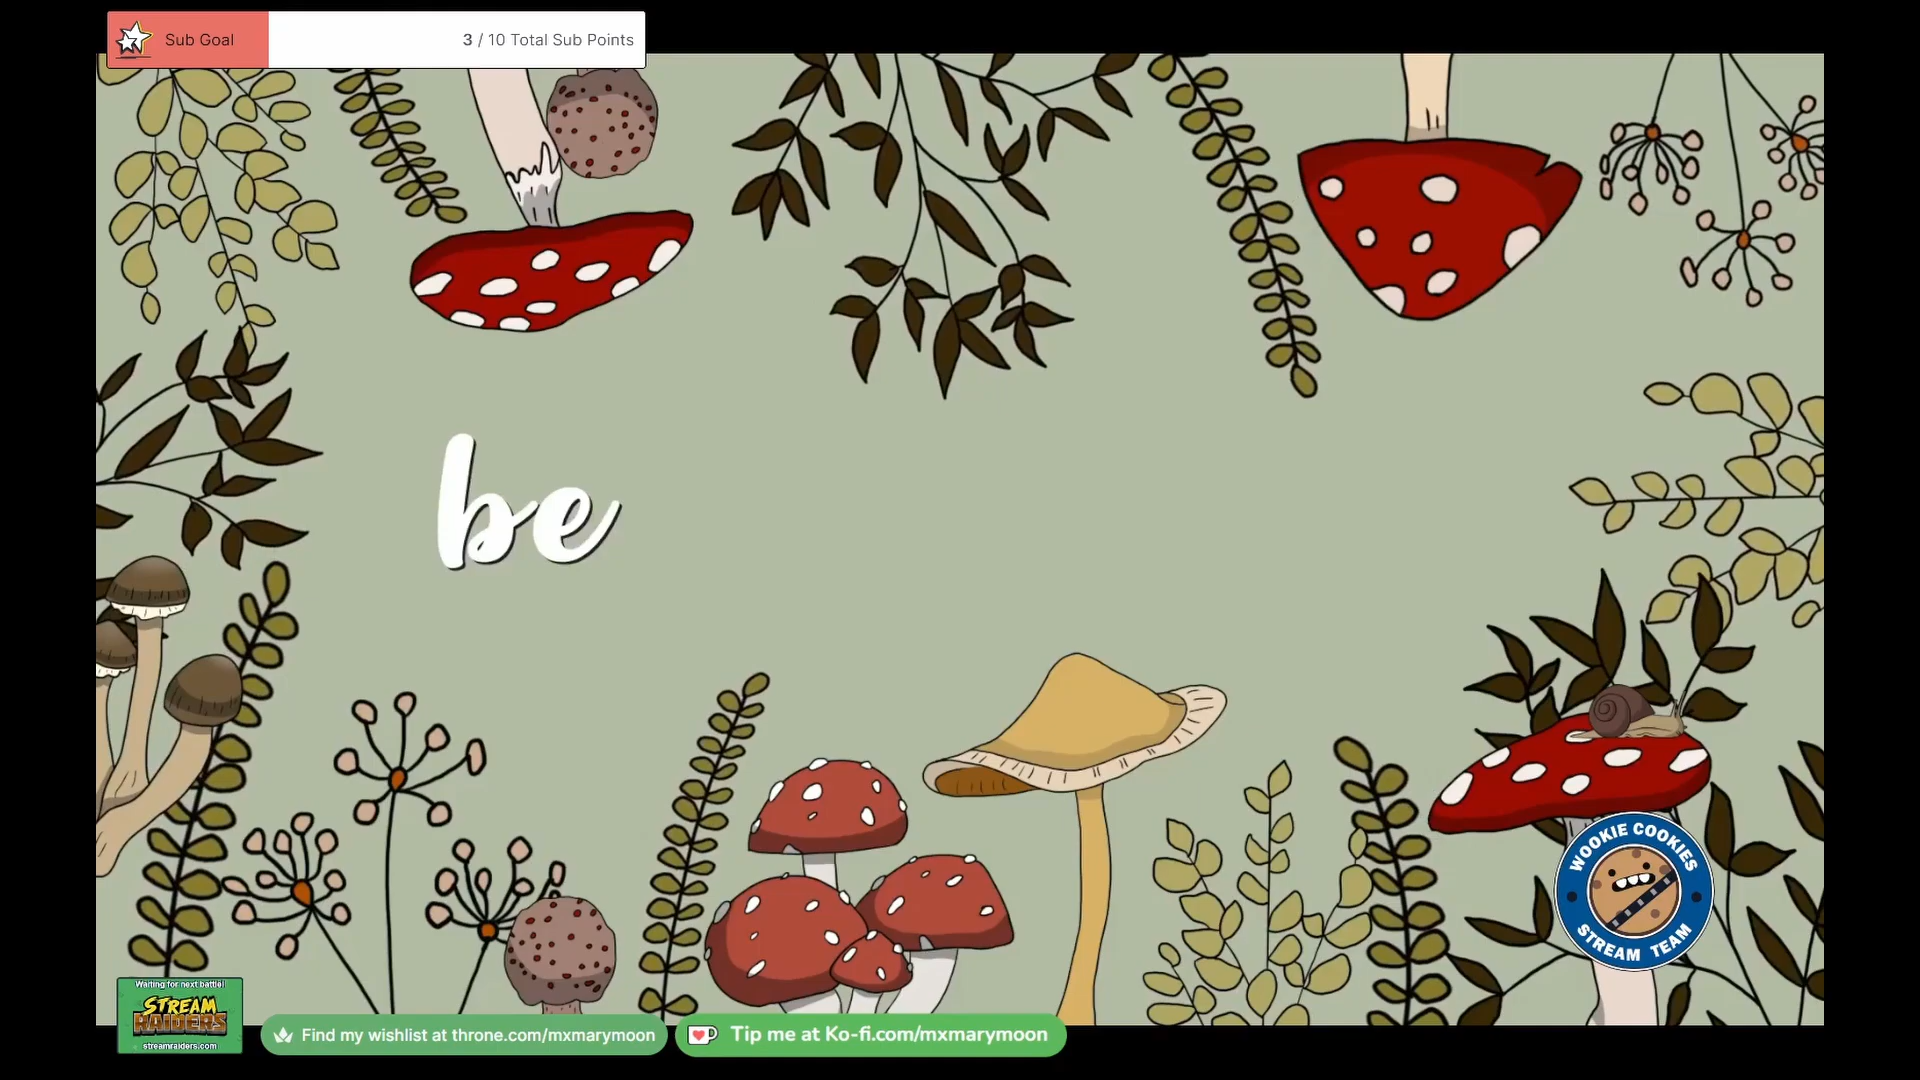 Sub Goal
3 / 10 Total Sub Points
be
WOOKIE COOKIES
STREAM TEAM
Waiting for next battle!
STREAM
RAIDERS
streamraiders.com
Find my wishlist at throne.com/mxmarymoon
Tip me at Ko-fi.com/mxmarymoon